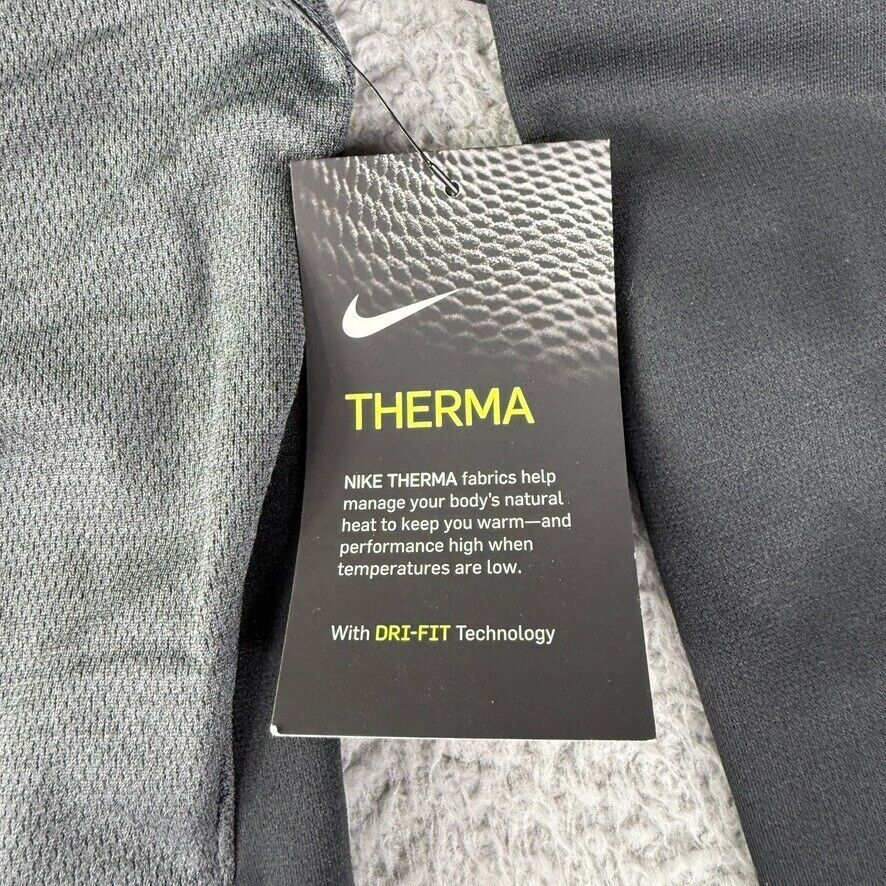 THERMA
NIKE THERMA fabrics help
manage your body's natural
heat to keep you warm—and
performance high when
temperatures are low.
With DRI-FIT Technology